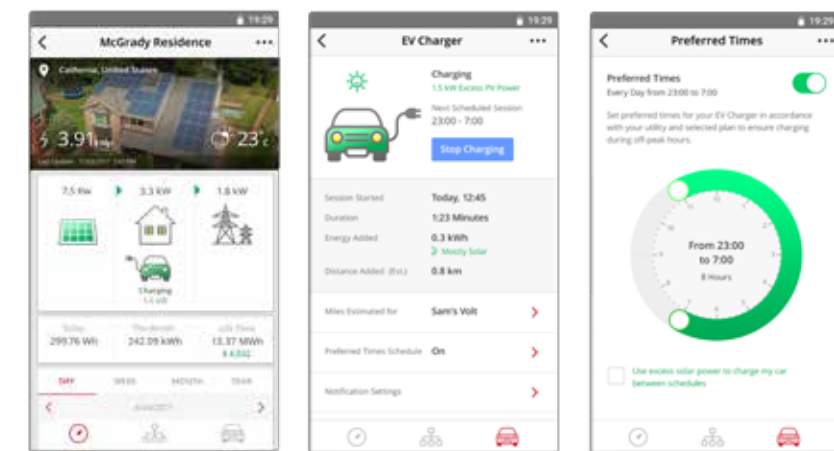 19:29
McGrady Residence
California, United States
3.91
23°c
7.5 kw
3.3 kW
1.8 kW
Charging
Today
This Month
Life Time
299.76 Wh
242.09 kWh
13.37 MWh
DAY
WEEK
MONTH
YEAR
19:29
EV Charger
Charging
1.5 kW Excess PV Power
Next Scheduled Session
23:00 - 7:00
Stop Charging
Session Started
Today, 12:45
Duration
1:23 Minutes
Energy Added
0.3 kWh
Mostly Solar
Distance Added (Est.)
0.8 km
Miles Estimated for
Sam's Volt
Preferred Times Schedule
On
Notification Settings
19:29
Preferred Times
Preferred Times
Every Day from 23:00 to 7:00
Set preferred times for your EV Charger in accordance
with your utility and selected plan to ensure charging
during off-peak hours.
From 23:00
to 7:00
8 Hours
Use excess solar power to charge my car
between schedules